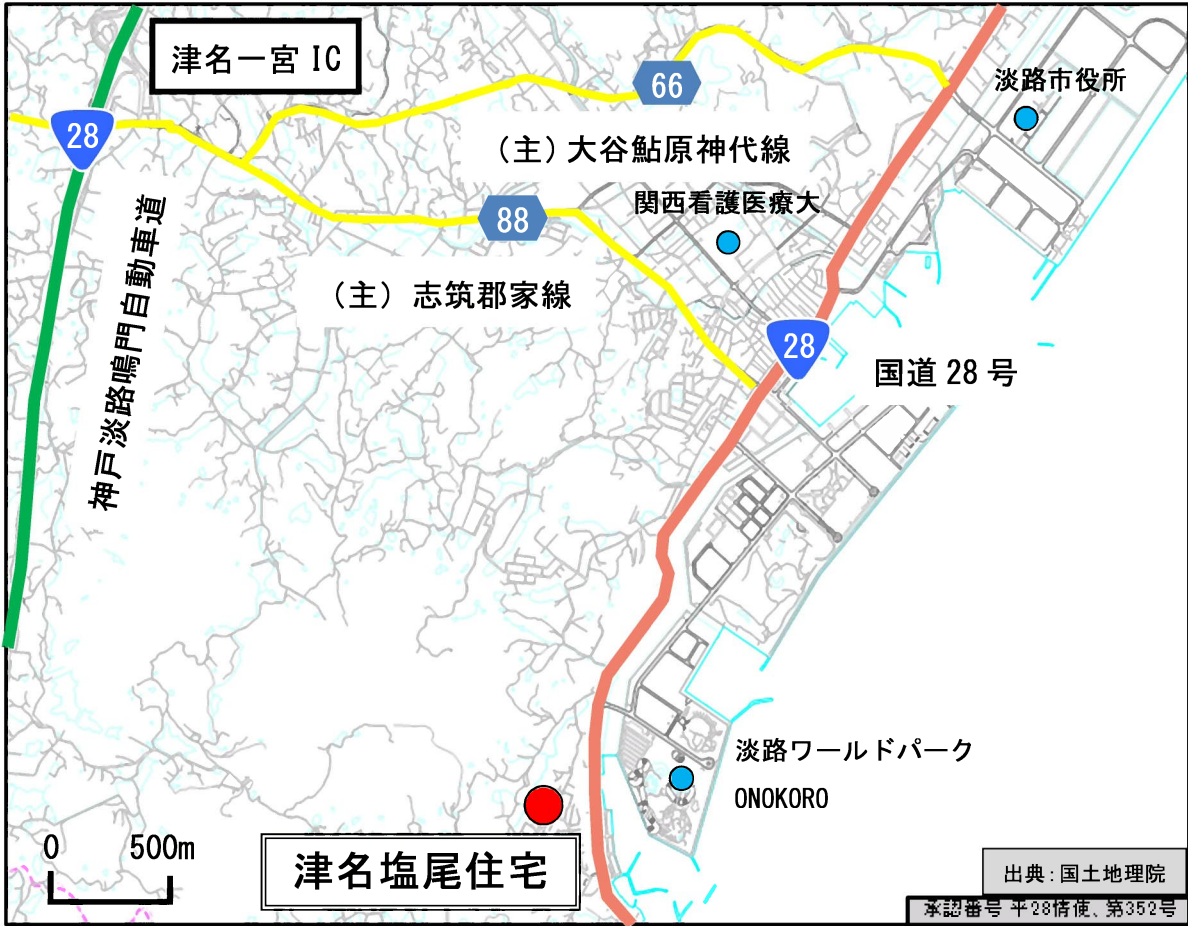 津名一宮 IC
66
淡路市役所
28
(主) 大谷鮎原神代線
関西看護医療大
88
神戸淡路鳴門自動車道
(主) 志筑郡家線
28
国道 28 号
淡路ワールドパーク
ONOKORO
0 500m
津名塩尾住宅
出典:国土地理院
承認番号 平28情使、第352号